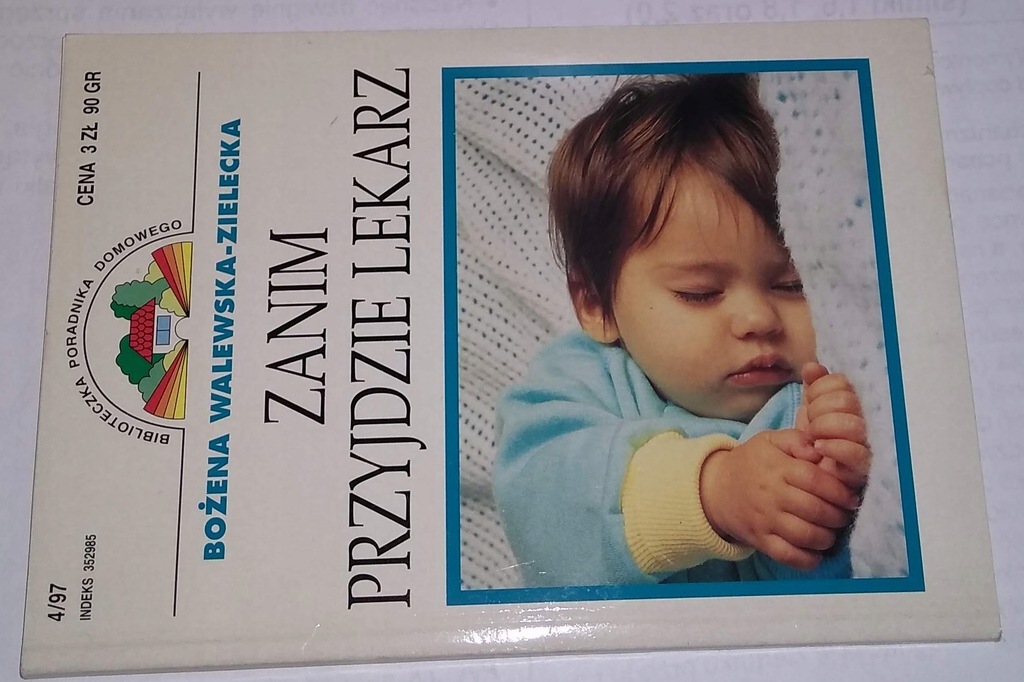 4/97
INDEKS 352985
BIBLIOTECZKA PORADNIKA DOMOWEGO
CENA 3 ZŁ 90 GR
BOŻENA WALEWSKA-ZIELECKA
ZANIM
PRZYJDZIE LEKARZ